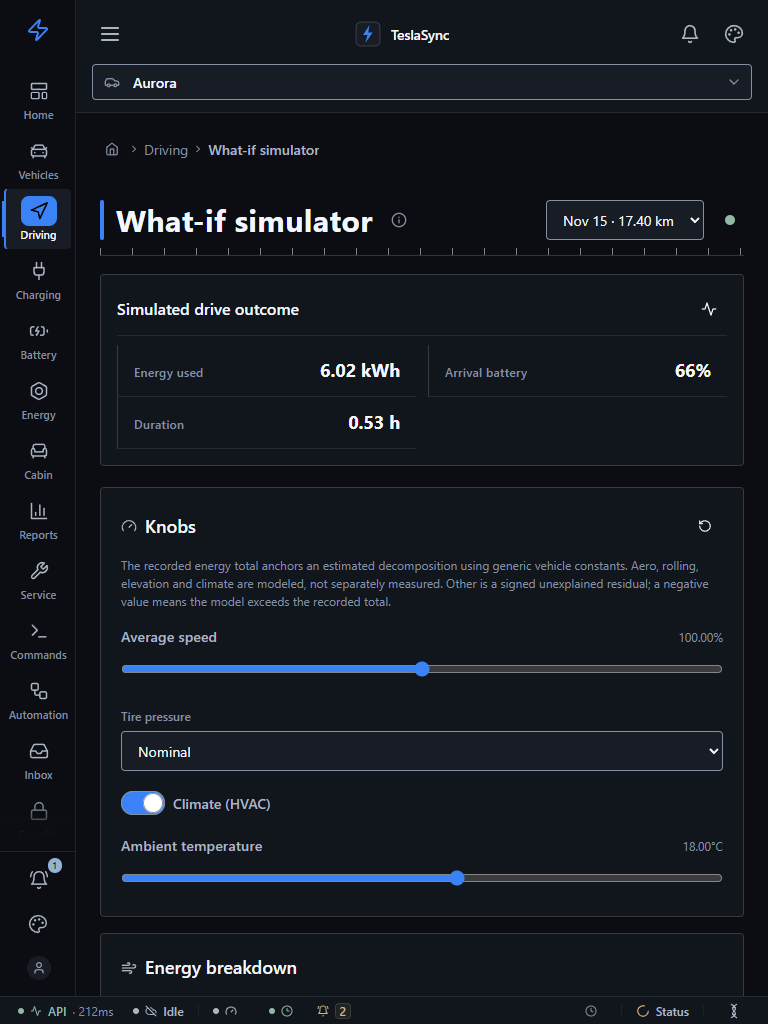 TeslaSync
Aurora
Home
Vehicles
Driving
Charging
Battery
Energy
Cabin
Reports
Service
Commands
Automation
Inbox
1
Driving
What-if simulator
What-if simulator
Nov 15 · 17.40 km
Simulated drive outcome
Energy used 6.02 kWh
Arrival battery 66%
Duration 0.53 h
Knobs
The recorded energy total anchors an estimated decomposition using generic vehicle constants. Aero, rolling,
elevation and climate are modeled, not separately measured. Other is a signed unexplained residual; a negative
value means the model exceeds the recorded total.
Average speed 100.00%
Tire pressure
Nominal
Climate (HVAC)
Ambient temperature 18.00°C
Energy breakdown
API · 212ms Idle 2 Status